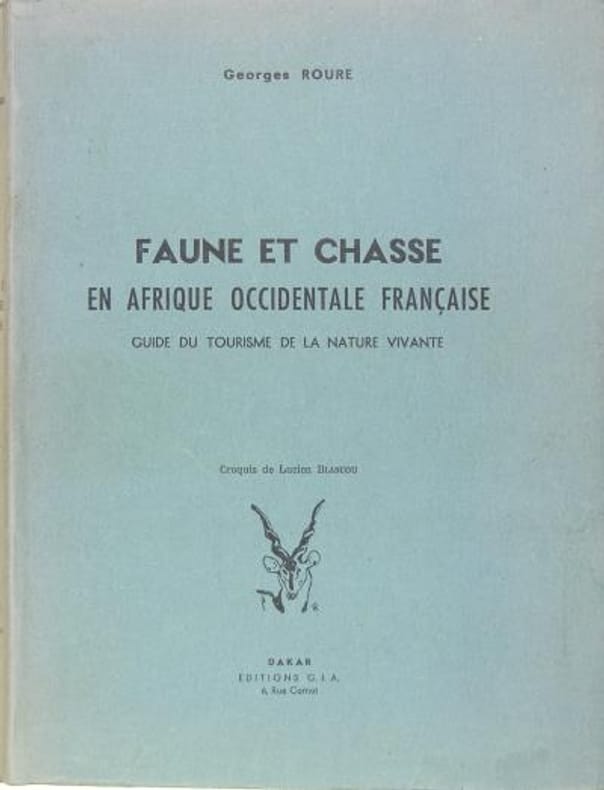 Georges ROURE
FAUNE ET CHASSE
EN AFRIQUE OCCIDENTALE FRANÇAISE
GUIDE DU TOURISME DE LA NATURE VIVANTE
Croquis de Lucien BLANCOU
DAKAR
EDITIONS G.I.A.
6, Rue Carnot